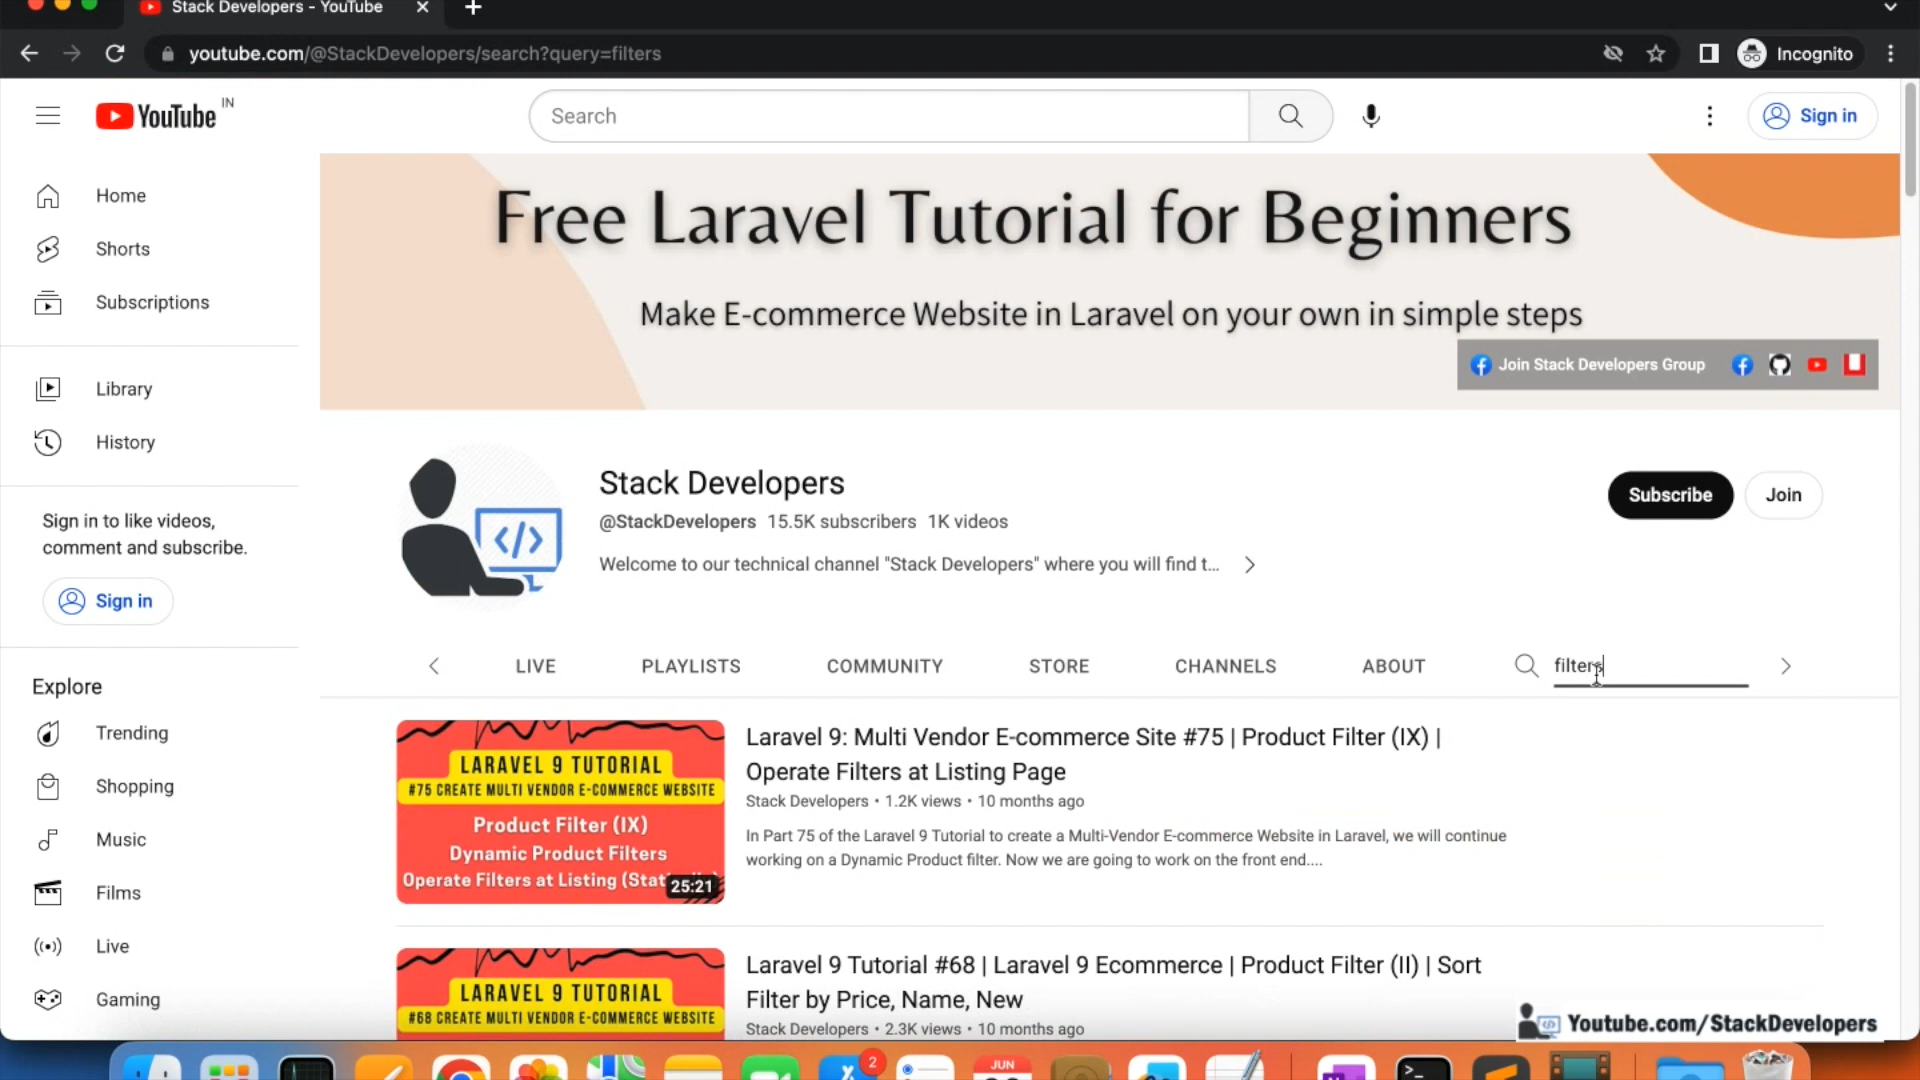 Stack Developers - YouTube
youtube.com/@StackDevelopers/search?query=filters
Incognito
YouTube IN
Search
Sign in
Home
Shorts
Subscriptions
Library
History
Sign in to like videos,
comment and subscribe.
Sign in
Explore
Trending
Shopping
Music
Films
Live
Gaming
Free Laravel Tutorial for Beginners
Make E-commerce Website in Laravel on your own in simple steps
Join Stack Developers Group
Stack Developers
@StackDevelopers 15.5K subscribers 1K videos
Welcome to our technical channel "Stack Developers" where you will find t...
Subscribe
Join
LIVE PLAYLISTS COMMUNITY STORE CHANNELS ABOUT filters
LARAVEL 9 TUTORIAL
#75 CREATE MULTI VENDOR E-COMMERCE WEBSITE
Product Filter (IX)
Dynamic Product Filters
Operate Filters at Listing
25:21
Laravel 9: Multi Vendor E-commerce Site #75 | Product Filter (IX) |
Operate Filters at Listing Page
Stack Developers • 1.2K views • 10 months ago
In Part 75 of the Laravel 9 Tutorial to create a Multi-Vendor E-commerce Website in Laravel, we will continue
working on a Dynamic Product filter. Now we are going to work on the front end....
LARAVEL 9 TUTORIAL
#68 CREATE MULTI VENDOR E-COMMERCE WEBSITE
Laravel 9 Tutorial #68 | Laravel 9 Ecommerce | Product Filter (II) | Sort
Filter by Price, Name, New
Stack Developers • 2.3K views • 10 months ago
Youtube.com/StackDevelopers
2
JUN